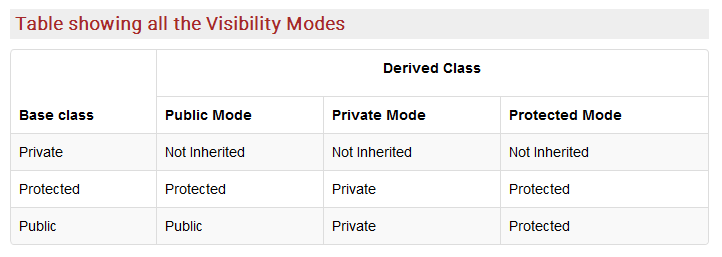 Table showing all the Visibility Modes
Derived Class
Base class Public Mode Private Mode Protected Mode
Private Not Inherited Not Inherited Not Inherited
Protected Protected Private Protected
Public Public Private Protected